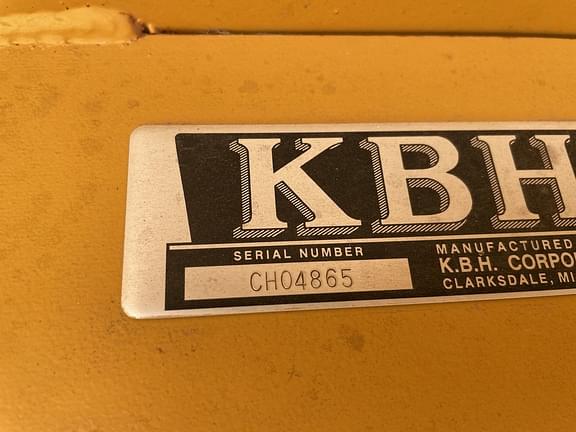 KBH
SERIAL NUMBER
CH04865
MANUFACTURED
K.B.H. CORPO
CLARKSDALE, MI